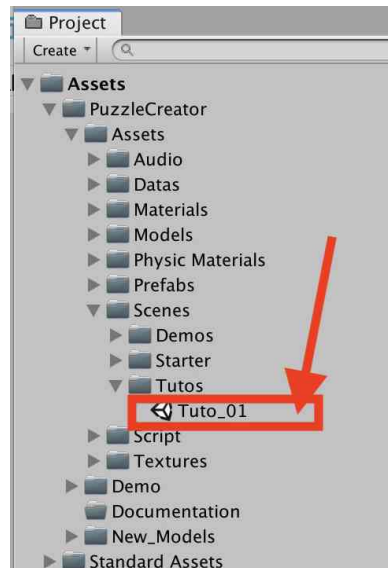 Project
Create
Assets
PuzzleCreator
Assets
Audio
Datas
Materials
Models
Physic Materials
Prefabs
Scenes
Demos
Starter
Tutos
Tuto_01
Script
Textures
Demo
Documentation
New_Models
Standard Assets